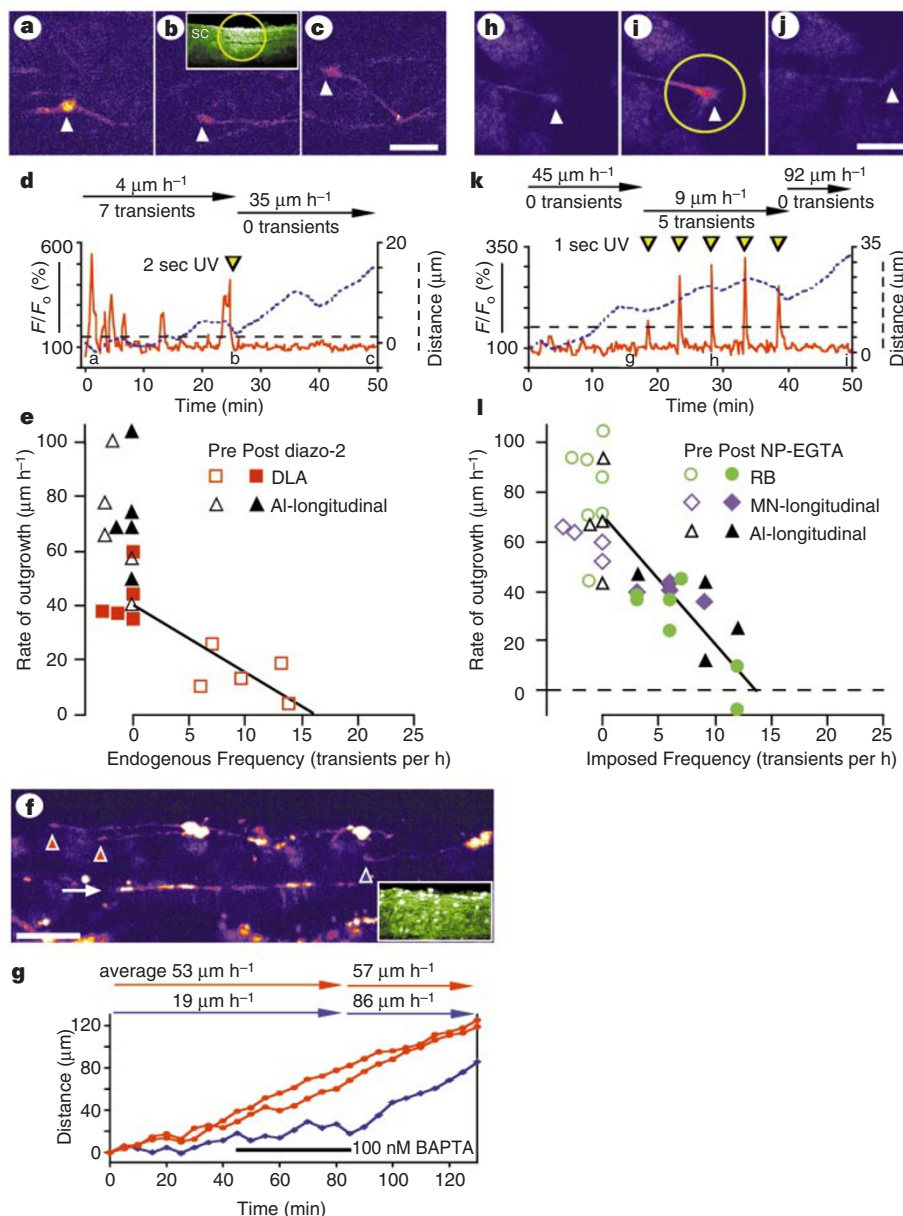 a
b
SC
c
h
i
j
d
4 µm h⁻¹
7 transients
35 µm h⁻¹
0 transients
2 sec UV
F/Fo (%)
600
100
20
0
Distance (µm)
a b c
0 10 20 30 40 50
Time (min)
k
45 µm h⁻¹
0 transients
9 µm h⁻¹
5 transients
92 µm h⁻¹
0 transients
1 sec UV
F/Fo (%)
350
100
35
0
Distance (µm)
g h i
0 10 20 30 40 50
Time (min)
e
Rate of outgrowth (µm h⁻¹)
100
80
60
40
20
0
Pre Post diazo-2
DLA
AI-longitudinal
0 5 10 15 20 25
Endogenous Frequency (transients per h)
l
Rate of outgrowth (µm h⁻¹)
100
80
60
40
20
0
Pre Post NP-EGTA
RB
MN-longitudinal
AI-longitudinal
0 5 10 15 20 25
Imposed Frequency (transients per h)
f
g
average 53 µm h⁻¹
57 µm h⁻¹
19 µm h⁻¹
86 µm h⁻¹
Distance (µm)
120
80
40
0
100 nM BAPTA
0 20 40 60 80 100 120
Time (min)